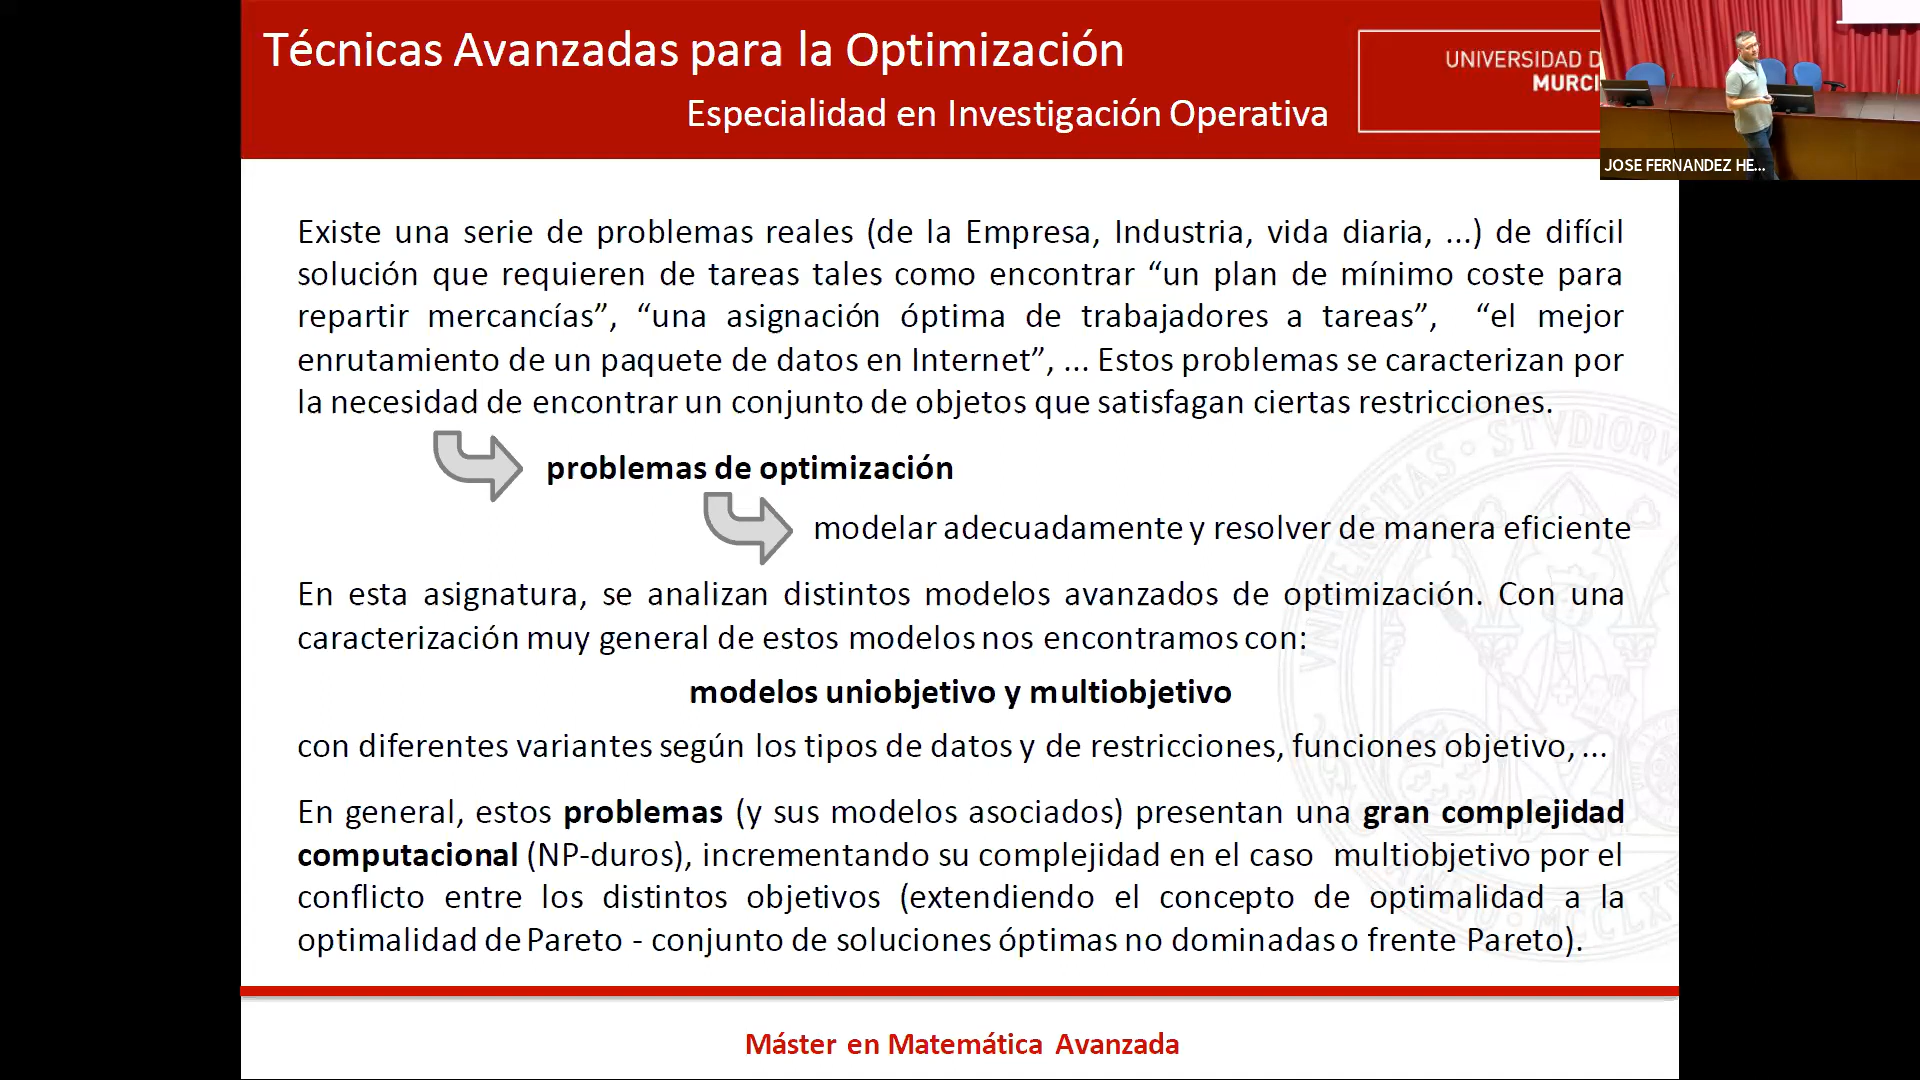 Técnicas Avanzadas para la Optimización
Especialidad en Investigación Operativa
UNIVERSIDAD D
MURCI
JOSE FERNANDEZ HE...
Existe una serie de problemas reales (de la Empresa, Industria, vida diaria, ...) de difícil
solución que requieren de tareas tales como encontrar “un plan de mínimo coste para
repartir mercancías”, “una asignación óptima de trabajadores a tareas”, “el mejor
enrutamiento de un paquete de datos en Internet”, ... Estos problemas se caracterizan por
la necesidad de encontrar un conjunto de objetos que satisfagan ciertas restricciones.
problemas de optimización
modelar adecuadamente y resolver de manera eficiente
En esta asignatura, se analizan distintos modelos avanzados de optimización. Con una
caracterización muy general de estos modelos nos encontramos con:
modelos uniobjetivo y multiobjetivo
con diferentes variantes según los tipos de datos y de restricciones, funciones objetivo, ...
En general, estos problemas (y sus modelos asociados) presentan una gran complejidad
computacional (NP-duros), incrementando su complejidad en el caso multiobjetivo por el
conflicto entre los distintos objetivos (extendiendo el concepto de optimalidad a la
optimalidad de Pareto - conjunto de soluciones óptimas no dominadas o frente Pareto).
Máster en Matemática Avanzada